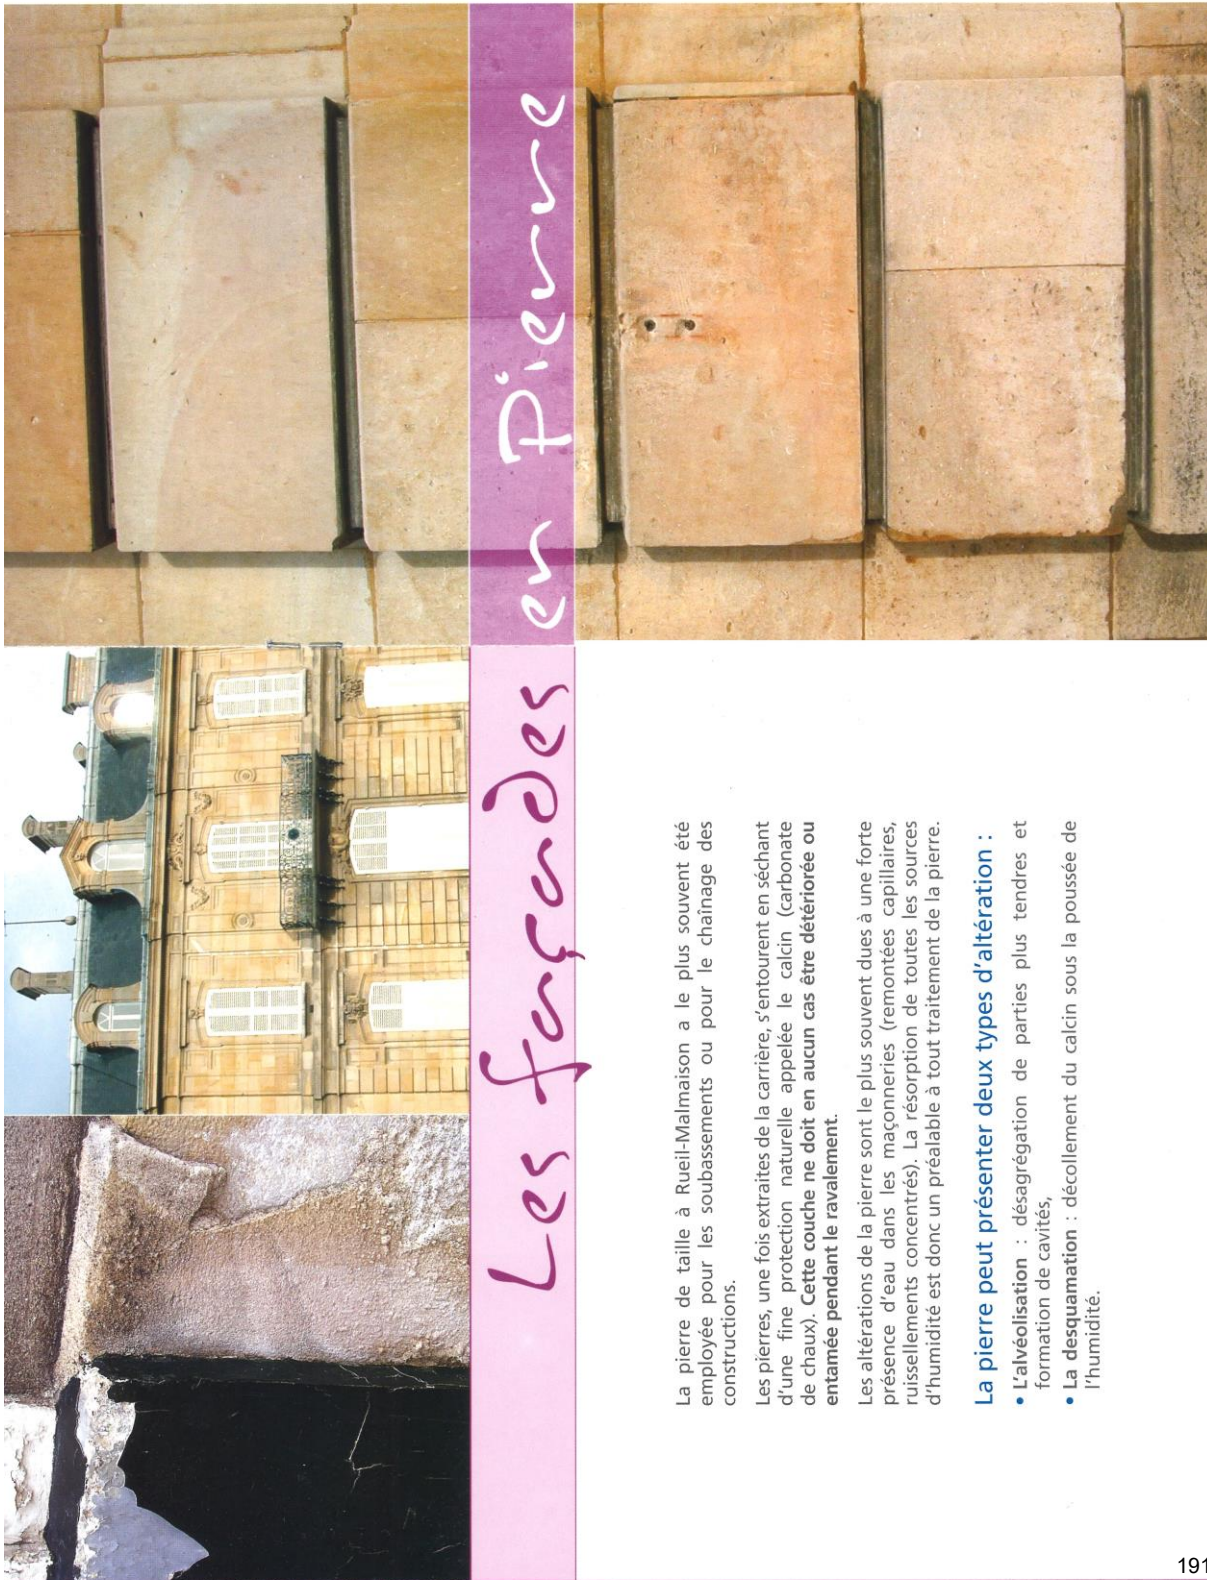 Les façades en Pierre
La pierre de taille à Rueil-Malmaison a le plus souvent été
employée pour les soubassements ou pour le chaînage des
constructions.
Les pierres, une fois extraites de la carrière, s'entourent en séchant
d'une fine protection naturelle appelée le calcin (carbonate
de chaux). Cette couche ne doit en aucun cas être détériorée ou
entamée pendant le ravalement.
Les altérations de la pierre sont le plus souvent dues à une forte
présence d'eau dans les maçonneries (remontées capillaires,
ruissellements concentrés). La résorption de toutes les sources
d'humidité est donc un préalable à tout traitement de la pierre.
La pierre peut présenter deux types d'altération :
• L'alvéolisation : désagrégation de parties plus tendres et
formation de cavités,
• La desquamation : décollement du calcin sous la poussée de
l'humidité.
191